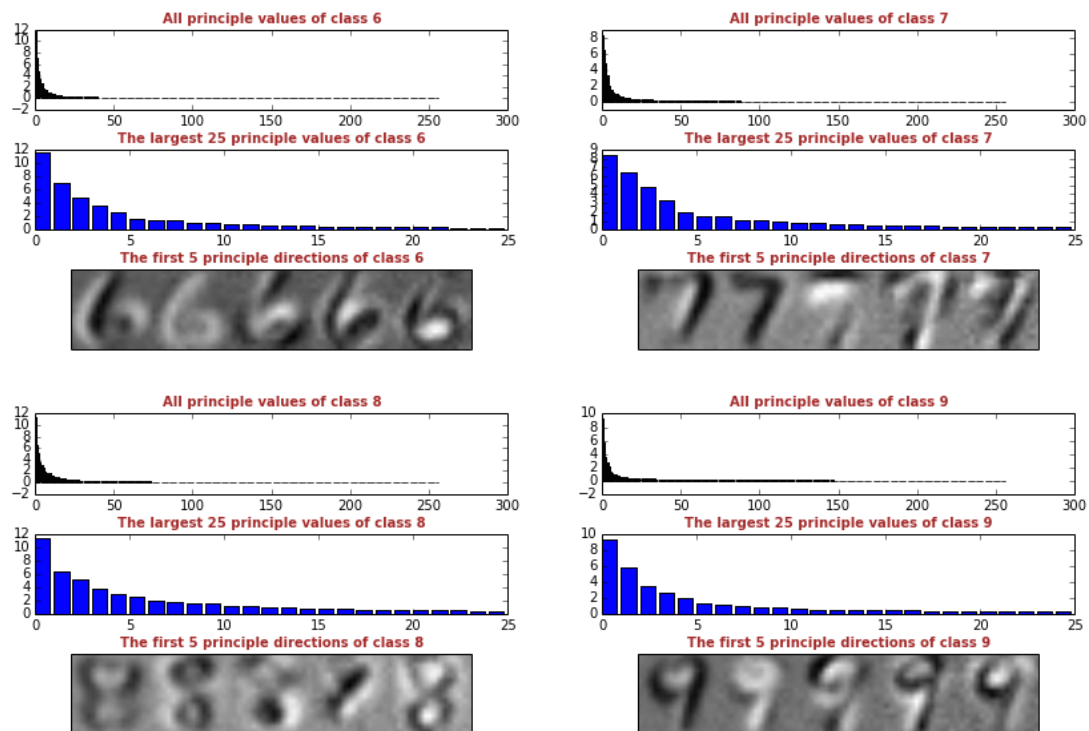 All principle values of class 6
12
10
8
6
4
2
0
−2
0 50 100 150 200 250 300
The largest 25 principle values of class 6
12
10
8
6
4
2
0
0 5 10 15 20 25
The first 5 principle directions of class 6
All principle values of class 7
8
6
4
2
0
0 50 100 150 200 250 300
The largest 25 principle values of class 7
9
8
7
6
5
4
3
2
1
0
0 5 10 15 20 25
The first 5 principle directions of class 7
All principle values of class 8
12
10
8
6
4
2
0
−2
0 50 100 150 200 250 300
The largest 25 principle values of class 8
12
10
8
6
4
2
0
0 5 10 15 20 25
The first 5 principle directions of class 8
All principle values of class 9
10
8
6
4
2
0
−2
0 50 100 150 200 250 300
The largest 25 principle values of class 9
10
8
6
4
2
0
0 5 10 15 20 25
The first 5 principle directions of class 9